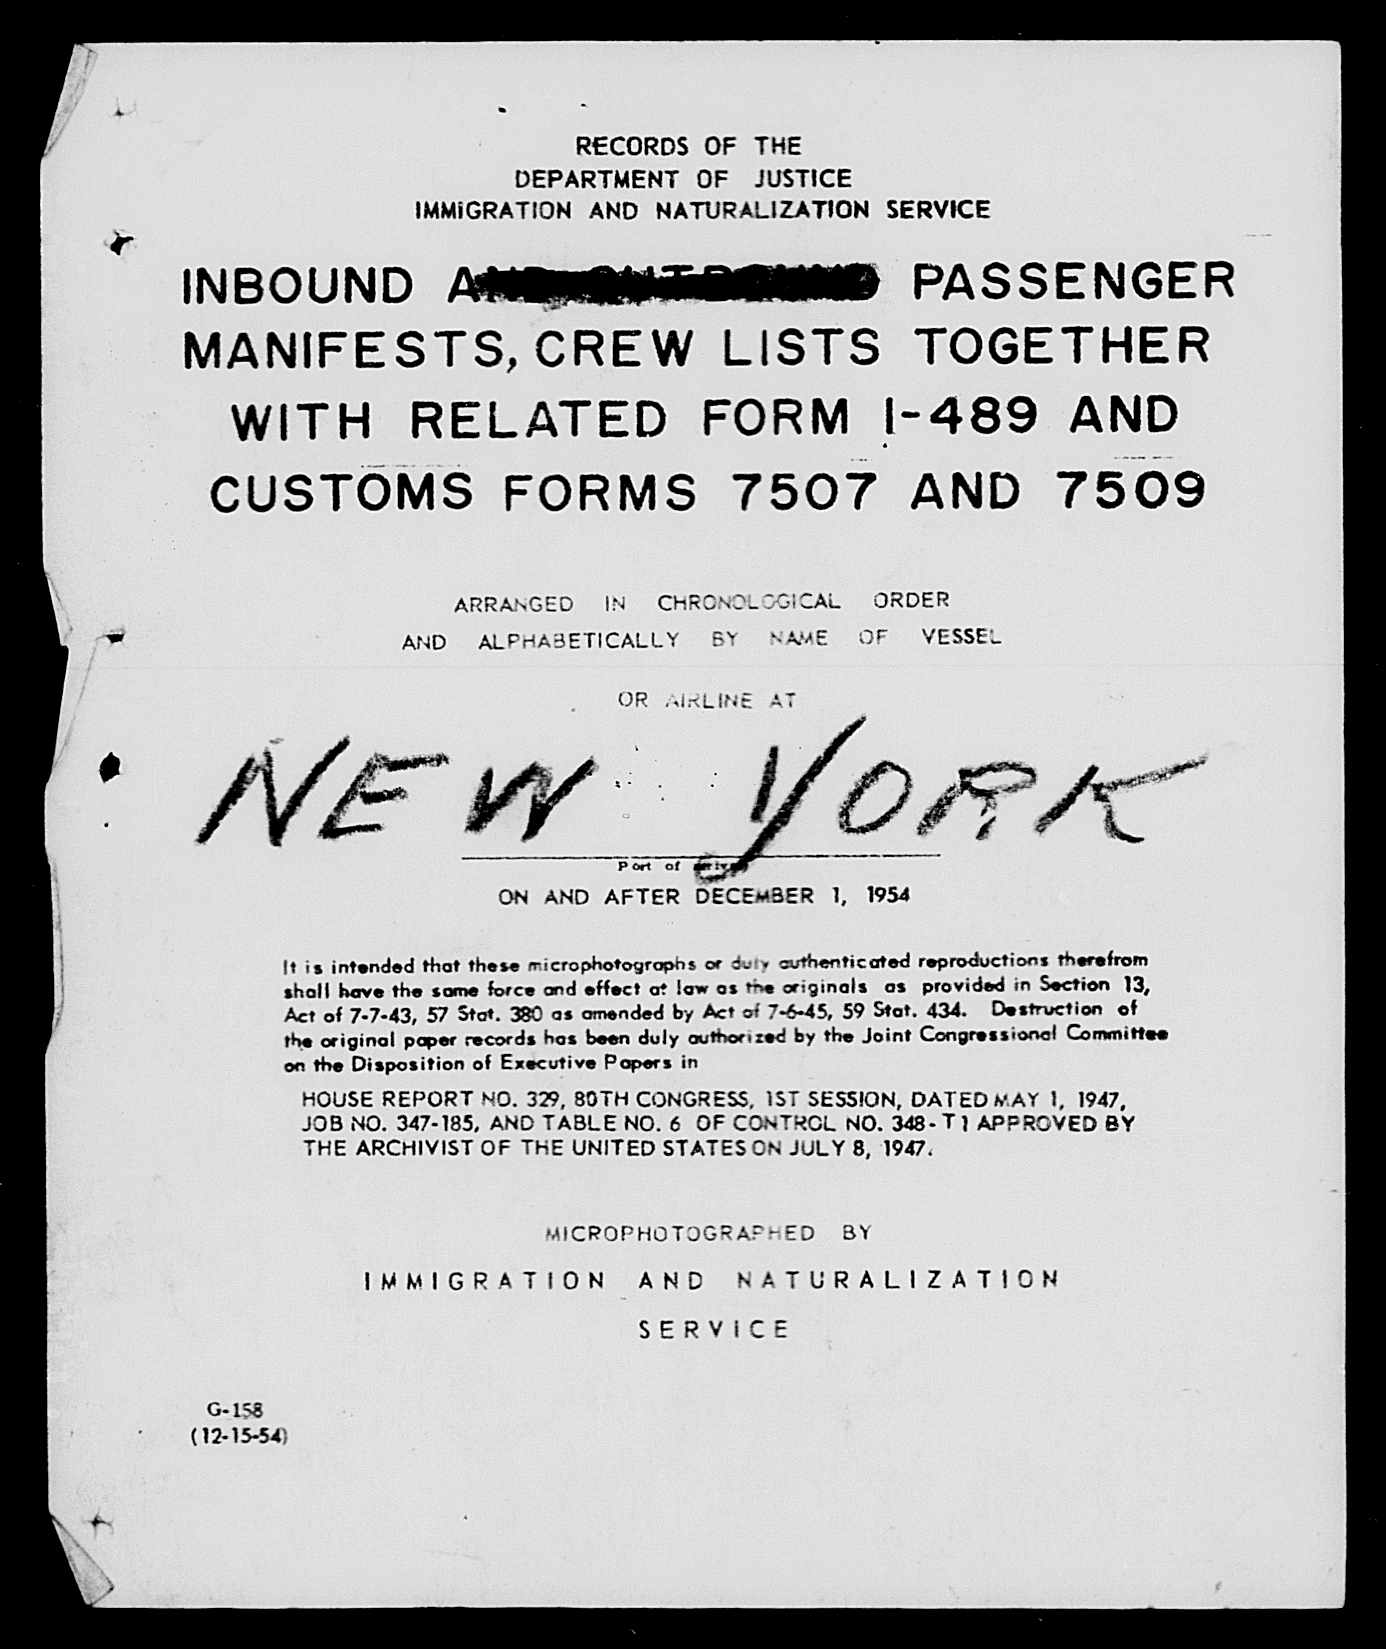 RECORDS OF THE
DEPARTMENT OF JUSTICE
IMMIGRATION AND NATURALIZATION SERVICE
INBOUND AND OUTBOUND PASSENGER
MANIFESTS, CREW LISTS TOGETHER
WITH RELATED FORM I-489 AND
CUSTOMS FORMS 7507 AND 7509
ARRANGED IN CHRONOLOGICAL ORDER
AND ALPHABETICALLY BY NAME OF VESSEL
OR AIRLINE AT
NEW YORK
Port of
ON AND AFTER DECEMBER 1, 1954
It is intended that these microphotographs or duly authenticated reproductions therefrom
shall have the same force and effect at law as the originals as provided in Section 13,
Act of 7-7-43, 57 Stat. 380 as amended by Act of 7-6-45, 59 Stat. 434. Destruction of
the original paper records has been duly authorized by the Joint Congressional Committee
on the Disposition of Executive Papers in
HOUSE REPORT NO. 329, 80TH CONGRESS, 1ST SESSION, DATED MAY 1, 1947,
JOB NO. 347-185, AND TABLE NO. 6 OF CONTROL NO. 348-T1 APPROVED BY
THE ARCHIVIST OF THE UNITED STATES ON JULY 8, 1947.
MICROPHOTOGRAPHED BY
IMMIGRATION AND NATURALIZATION
SERVICE
G-158
(12-15-54)